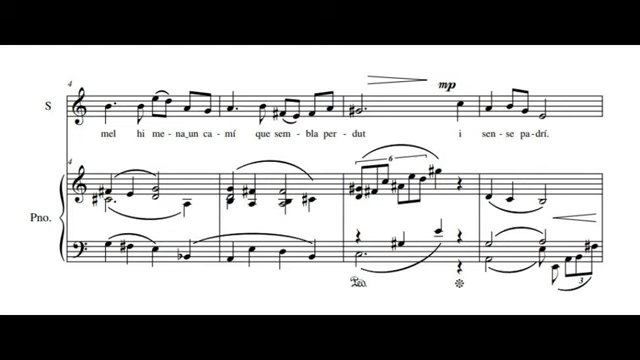 4
S
mp
mel hi me-na_un ca-mí que sem-bla per-dut i sen-se pa-drí.
4
6
Pno.
Ped.
3